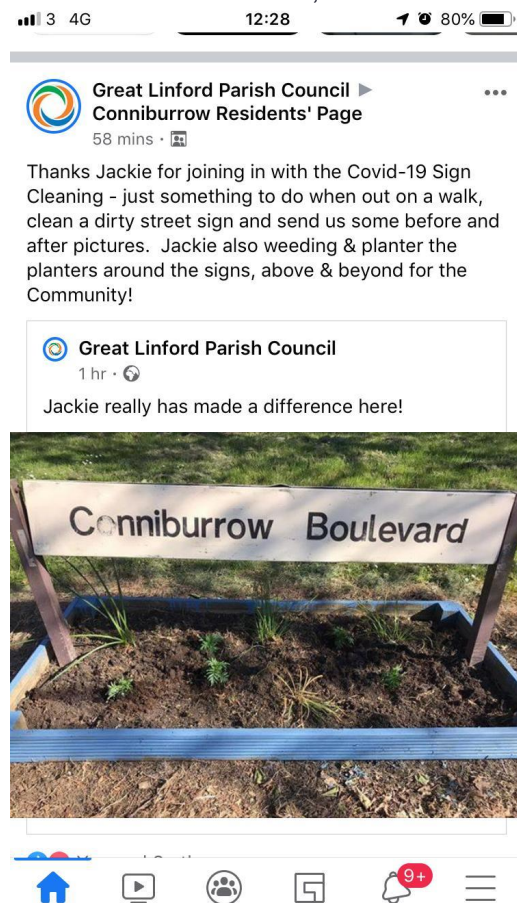 3 4G 12:28 80%
Great Linford Parish Council
Conniburrow Residents' Page
58 mins ·
Thanks Jackie for joining in with the Covid-19 Sign
Cleaning - just something to do when out on a walk,
clean a dirty street sign and send us some before and
after pictures. Jackie also weeding & planter the
planters around the signs, above & beyond for the
Community!
Great Linford Parish Council
1 hr ·
Jackie really has made a difference here!
Conniburrow Boulevard
9+